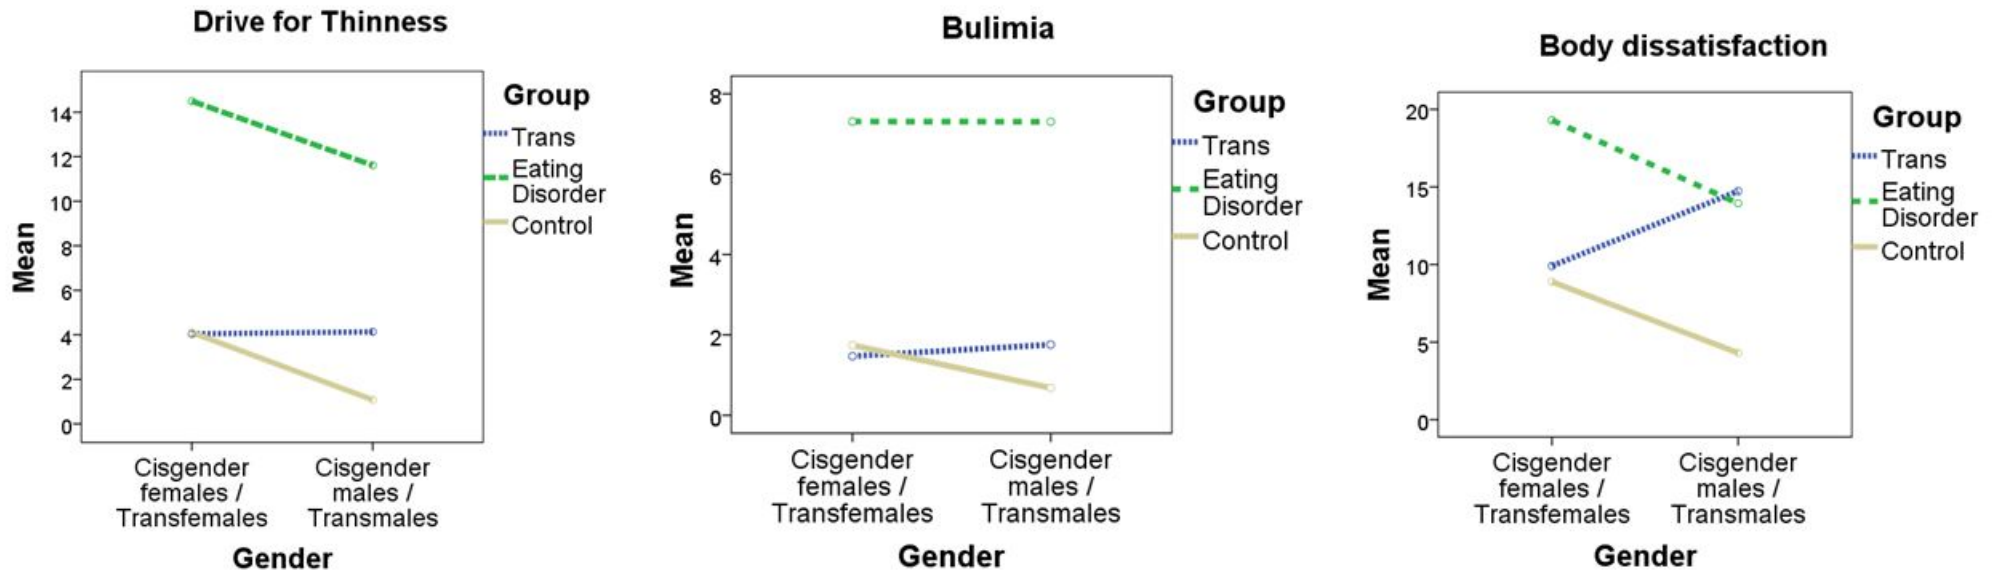 Drive for Thinness
Mean
14
12
10
8
6
4
2
0
Group
Trans
Eating
Disorder
Control
Cisgender
females /
Transfemales
Cisgender
males /
Transmales
Gender
Bulimia
Mean
8
6
4
2
0
Group
Trans
Eating
Disorder
Control
Cisgender
females /
Transfemales
Cisgender
males /
Transmales
Gender
Body dissatisfaction
Mean
20
15
10
5
0
Group
Trans
Eating
Disorder
Control
Cisgender
females /
Transfemales
Cisgender
males /
Transmales
Gender